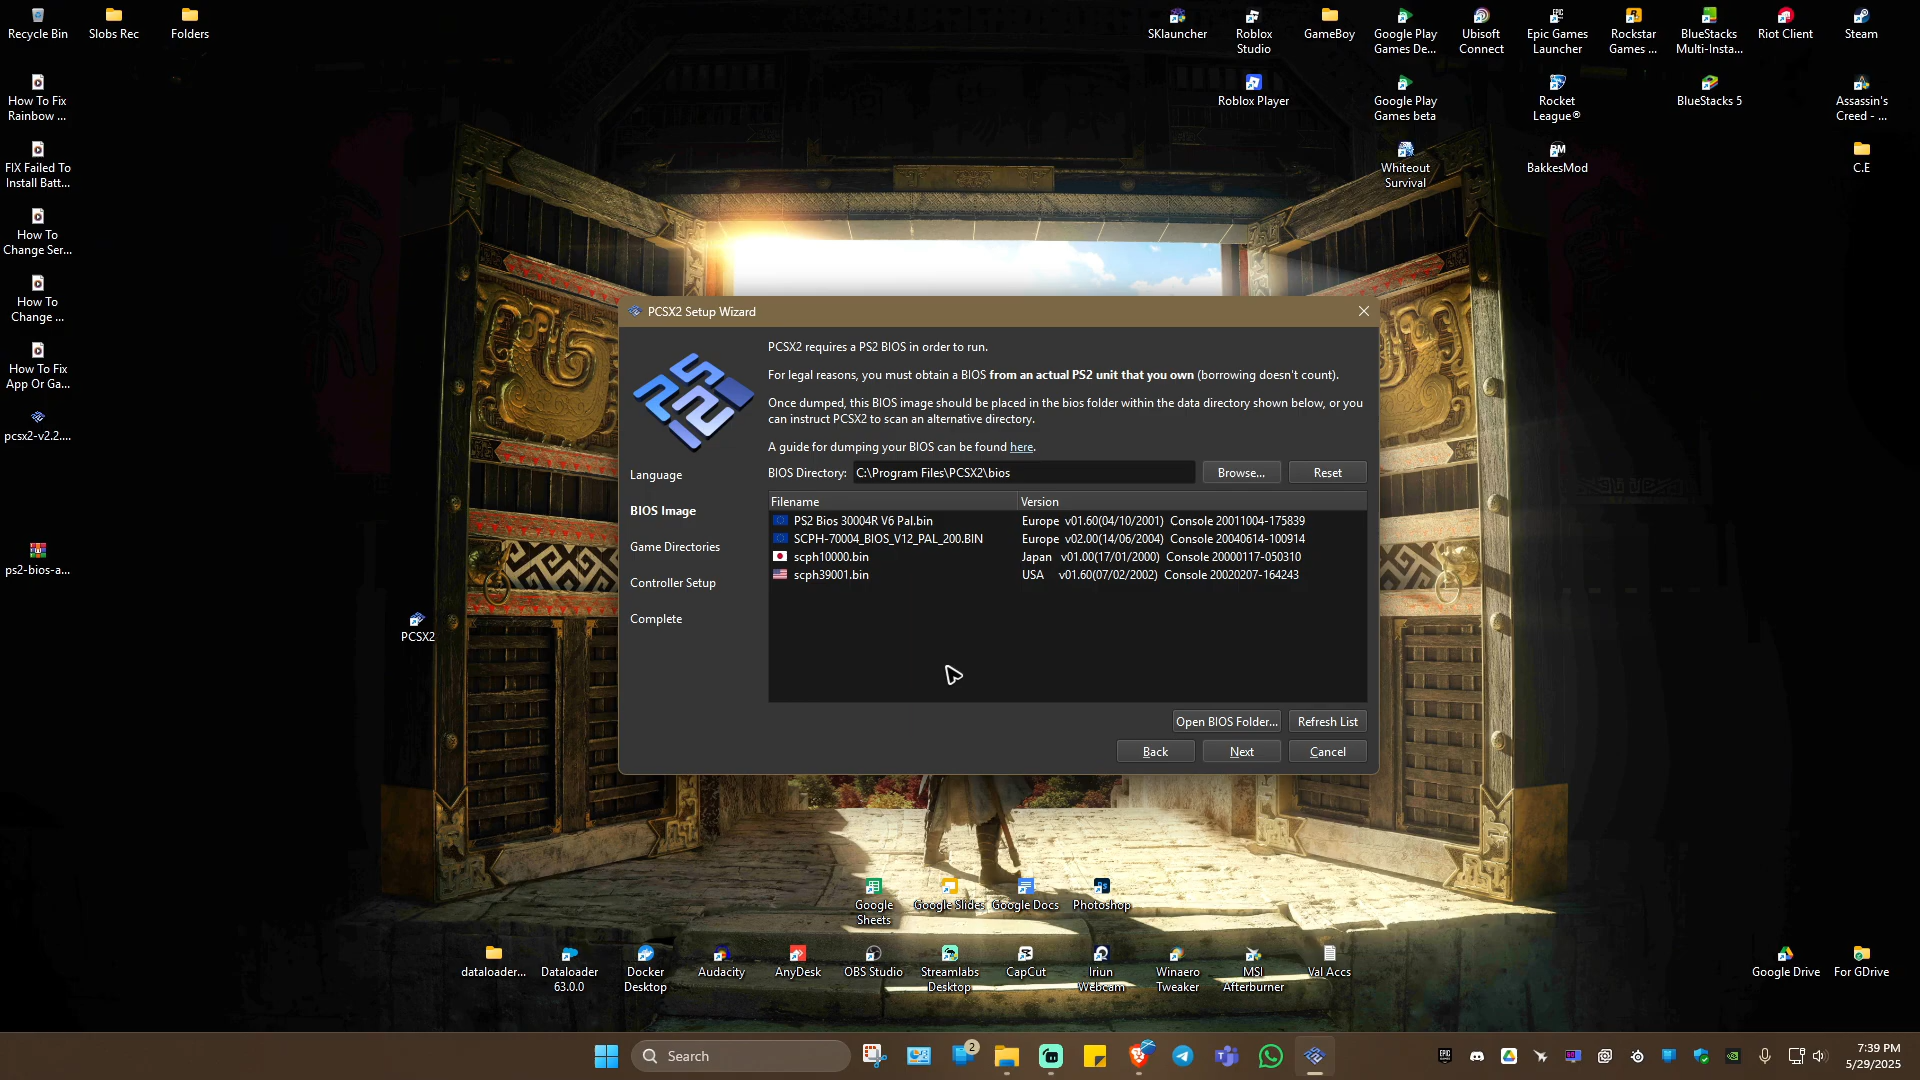 Recycle Bin
Slobs Rec
Folders
SKlauncher
Roblox
Studio
GameBoy
Google Play
Games De...
Ubisoft
Connect
Epic Games
Launcher
Rockstar
Games ...
BlueStacks
Multi-Insta...
Riot Client
Steam
How To Fix
Rainbow ...
Roblox Player
Google Play
Games beta
Rocket
League®
BlueStacks 5
Assassin's
Creed - ...
FIX Failed To
Install Batt...
Whiteout
Survival
BakkesMod
C.E
How To
Change Ser...
How To
Change ...
How To Fix
App Or Ga...
pcsx2-v2.2....
ps2-bios-a...
PCSX2
PCSX2 Setup Wizard
PCSX2 requires a PS2 BIOS in order to run.
For legal reasons, you must obtain a BIOS from an actual PS2 unit that you own (borrowing doesn't count).
Once dumped, this BIOS image should be placed in the bios folder within the data directory shown below, or you
can instruct PCSX2 to scan an alternative directory.
A guide for dumping your BIOS can be found here.
Language
BIOS Image
Game Directories
Controller Setup
Complete
BIOS Directory: C:\Program Files\PCSX2\bios Browse... Reset
Filename Version
PS2 Bios 30004R V6 Pal.bin Europe v01.60(04/10/2001) Console 20011004-175839
SCPH-70004_BIOS_V12_PAL_200.BIN Europe v02.00(14/06/2004) Console 20040614-100914
scph10000.bin Japan v01.00(17/01/2000) Console 20000117-050310
scph39001.bin USA v01.60(07/02/2002) Console 20020207-164243
Open BIOS Folder... Refresh List
Back Next Cancel
Google
Sheets
Google Slides
Google Docs
Photoshop
dataloader...
Dataloader
63.0.0
Docker
Desktop
Audacity
AnyDesk
OBS Studio
Streamlabs
Desktop
CapCut
Iriun
Webcam
Winaero
Tweaker
MSI
Afterburner
Val Accs
Google Drive
For GDrive
Search
2
7:39 PM
5/29/2025